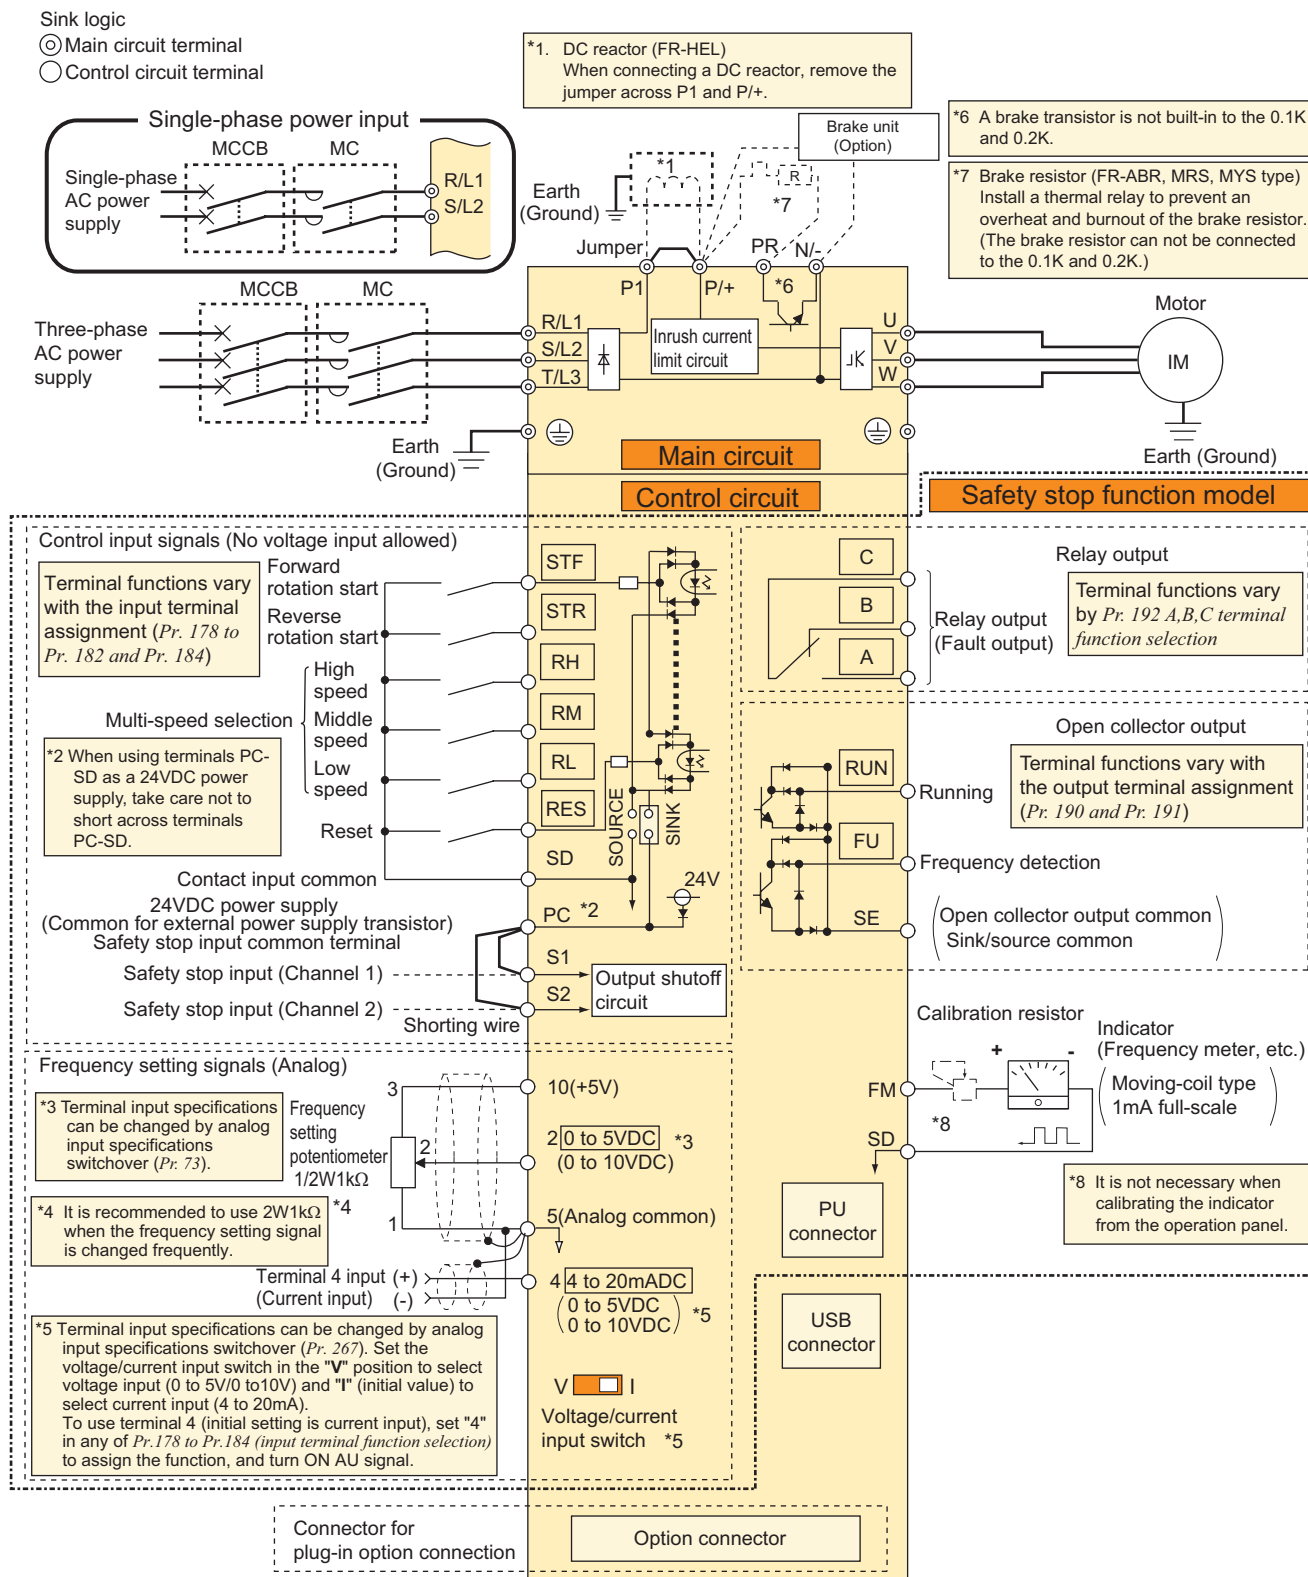 Sink logic
Main circuit terminal
Control circuit terminal
*1. DC reactor (FR-HEL)
When connecting a DC reactor, remove the
jumper across P1 and P/+.
Single-phase power input
MCCB
MC
Single-phase
AC power
supply
R/L1
S/L2
Earth
(Ground)
*1
Brake unit
(Option)
R
*7
*6 A brake transistor is not built-in to the 0.1K
and 0.2K.
*7 Brake resistor (FR-ABR, MRS, MYS type)
Install a thermal relay to prevent an
overheat and burnout of the brake resistor.
(The brake resistor can not be connected
to the 0.1K and 0.2K.)
Jumper
PR
N/-
P1
P/+
*6
MCCB
MC
Three-phase
AC power
supply
R/L1
S/L2
T/L3
Inrush current
limit circuit
U
V
W
Motor
IM
Earth
(Ground)
Earth (Ground)
Main circuit
Control circuit
Safety stop function model
Control input signals (No voltage input allowed)
Terminal functions vary
with the input terminal
assignment (Pr. 178 to
Pr. 182 and Pr. 184)
Forward
rotation start
Reverse
rotation start
High
speed
Multi-speed selection
Middle
speed
Low
speed
Reset
*2 When using terminals PC-
SD as a 24VDC power
supply, take care not to
short across terminals
PC-SD.
STF
STR
RH
RM
RL
RES
SD
SOURCE
SINK
24V
Contact input common
24VDC power supply
(Common for external power supply transistor)
Safety stop input common terminal
PC *2
Safety stop input (Channel 1)
S1
Safety stop input (Channel 2)
S2
Output shutoff
circuit
Shorting wire
C
B
A
Relay output
Relay output
(Fault output)
Terminal functions vary
by Pr. 192 A,B,C terminal
function selection
Open collector output
RUN
Running
Terminal functions vary with
the output terminal assignment
(Pr. 190 and Pr. 191)
FU
Frequency detection
SE
Open collector output common
Sink/source common
Frequency setting signals (Analog)
*3 Terminal input specifications
can be changed by analog
input specifications
switchover (Pr. 73).
Frequency
setting
potentiometer
1/2W1kΩ
*4
*4 It is recommended to use 2W1kΩ
when the frequency setting signal
is changed frequently.
3
2
1
10(+5V)
2 0 to 5VDC *3
(0 to 10VDC)
5(Analog common)
Terminal 4 input (+)
(Current input) (-)
4 4 to 20mADC
0 to 5VDC
0 to 10VDC
*5
*5 Terminal input specifications can be changed by analog
input specifications switchover (Pr. 267). Set the
voltage/current input switch in the "V" position to select
voltage input (0 to 5V/0 to10V) and "I" (initial value) to
select current input (4 to 20mA).
To use terminal 4 (initial setting is current input), set "4"
in any of Pr.178 to Pr.184 (input terminal function selection)
to assign the function, and turn ON AU signal.
V
I
Voltage/current
input switch *5
Calibration resistor
Indicator
(Frequency meter, etc.)
+
-
Moving-coil type
1mA full-scale
FM
*8
SD
*8 It is not necessary when
calibrating the indicator
from the operation panel.
PU
connector
USB
connector
Connector for
plug-in option connection
Option connector